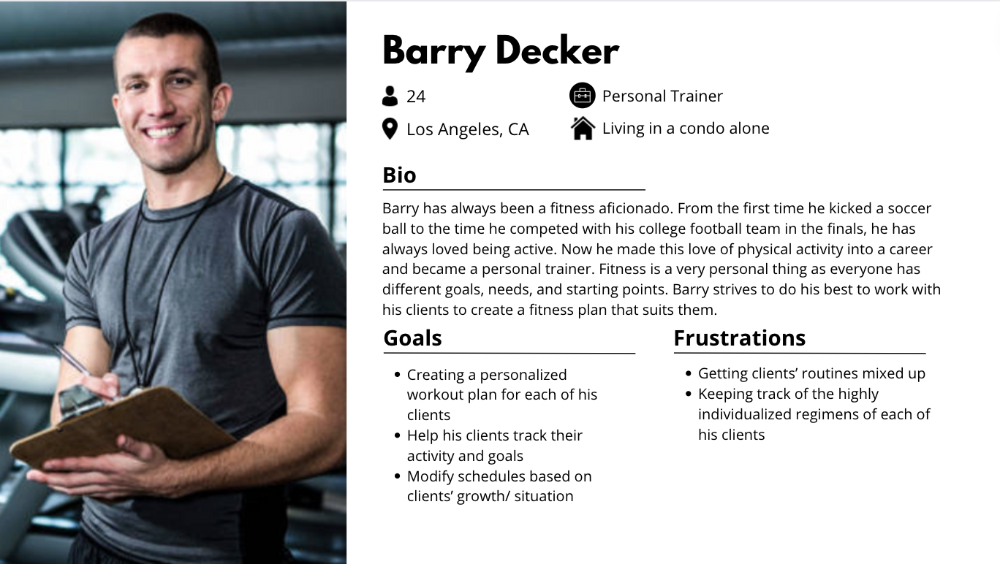 Barry Decker
24
Personal Trainer
Los Angeles, CA
Living in a condo alone
Bio
Barry has always been a fitness aficionado. From the first time he kicked a soccer
ball to the time he competed with his college football team in the finals, he has
always loved being active. Now he made this love of physical activity into a career
and became a personal trainer. Fitness is a very personal thing as everyone has
different goals, needs, and starting points. Barry strives to do his best to work with
his clients to create a fitness plan that suits them.
Goals
• Creating a personalized
workout plan for each of his
clients
• Help his clients track their
activity and goals
• Modify schedules based on
clients’ growth/ situation
Frustrations
• Getting clients’ routines mixed up
• Keeping track of the highly
individualized regimens of each of
his clients